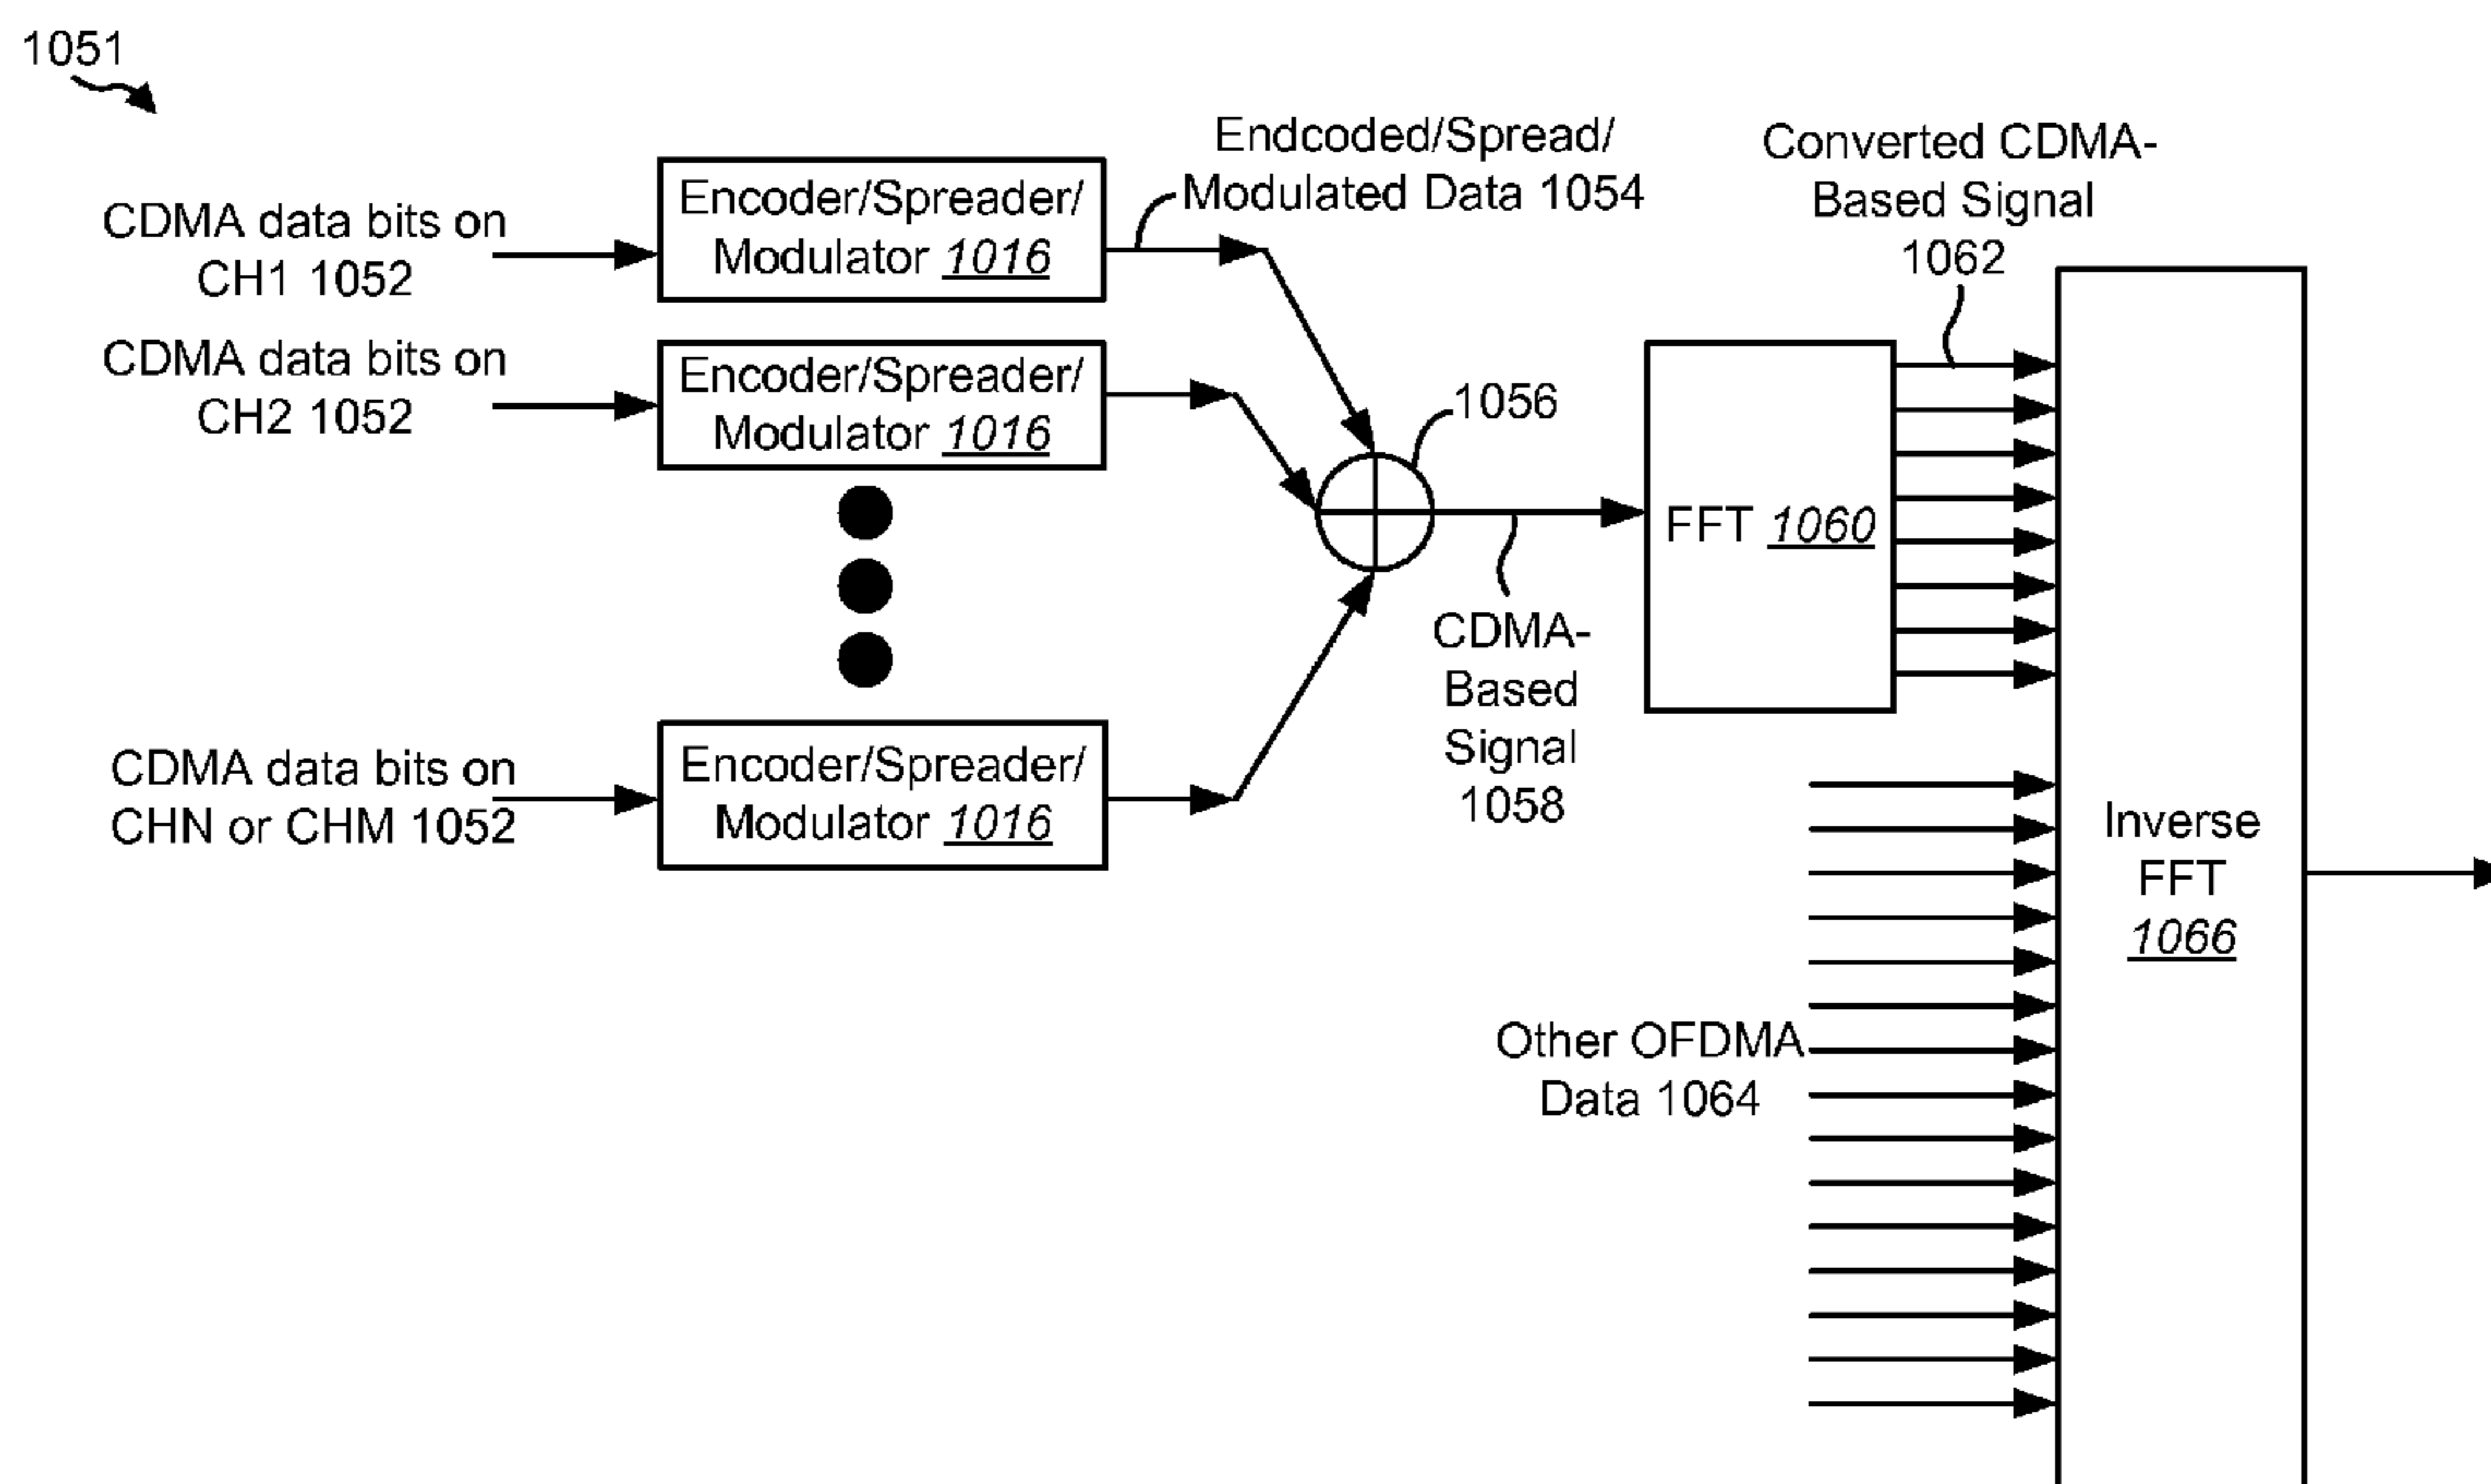 1051
CDMA data bits on
CH1 1052
Encoder/Spreader/
Modulator 1016
Endcoded/Spread/
Modulated Data 1054
Converted CDMA-
Based Signal
1062
CDMA data bits on
CH2 1052
Encoder/Spreader/
Modulator 1016
1056
FFT 1060
CDMA-
Based
Signal
1058
CDMA data bits on
CHN or CHM 1052
Encoder/Spreader/
Modulator 1016
Inverse
FFT
1066
Other OFDMA
Data 1064